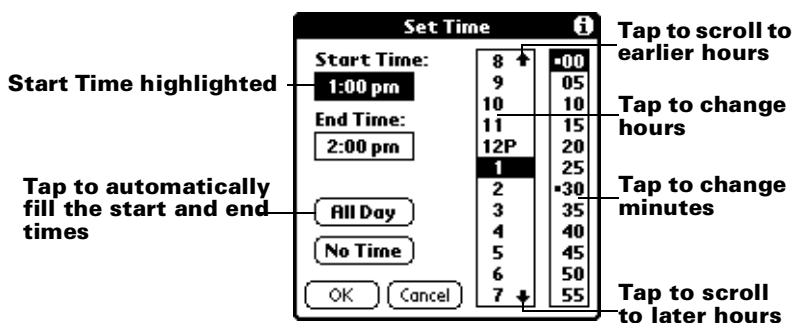 Set Time
Start Time:
1:00 pm
End Time:
2:00 pm
All Day
No Time
OK
Cancel
8
9
10
11
12P
1
2
3
4
5
6
7
00
05
10
15
20
25
30
35
40
45
50
55
Start Time highlighted
Tap to automatically
fill the start and end
times
Tap to scroll to
earlier hours
Tap to change
hours
Tap to change
minutes
Tap to scroll
to later hours